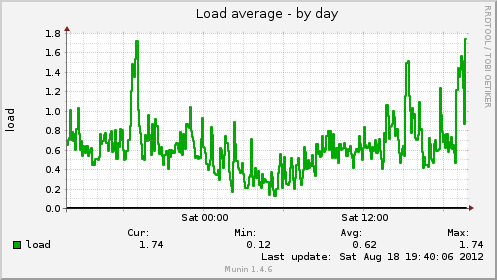 Load average - by day
RRDTOOL / TOBI OETIKER
load
1.8
1.6
1.4
1.2
1.0
0.8
0.6
0.4
0.2
0.0
Sat 00:00 Sat 12:00
Cur: Min: Avg: Max:
load 1.74 0.12 0.62 1.74
Last update: Sat Aug 18 19:40:06 2012
Munin 1.4.6